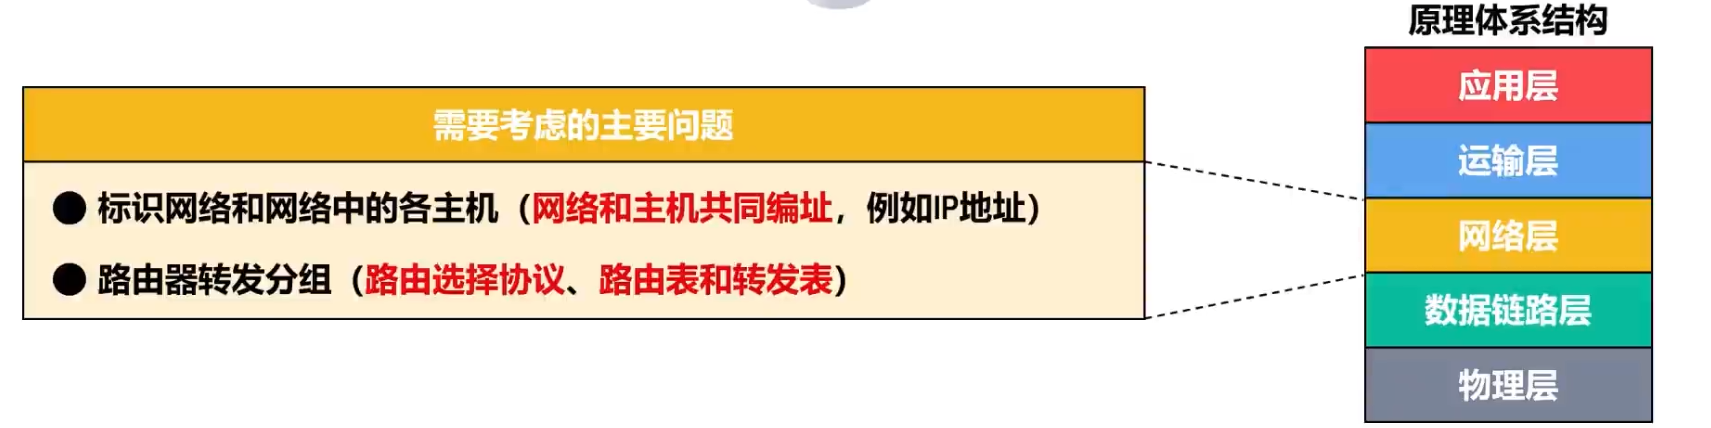 原理体系结构
需要考虑的主要问题
● 标识网络和网络中的各主机（网络和主机共同编址，例如IP地址）
● 路由器转发分组（路由选择协议、路由表和转发表）
应用层
运输层
网络层
数据链路层
物理层